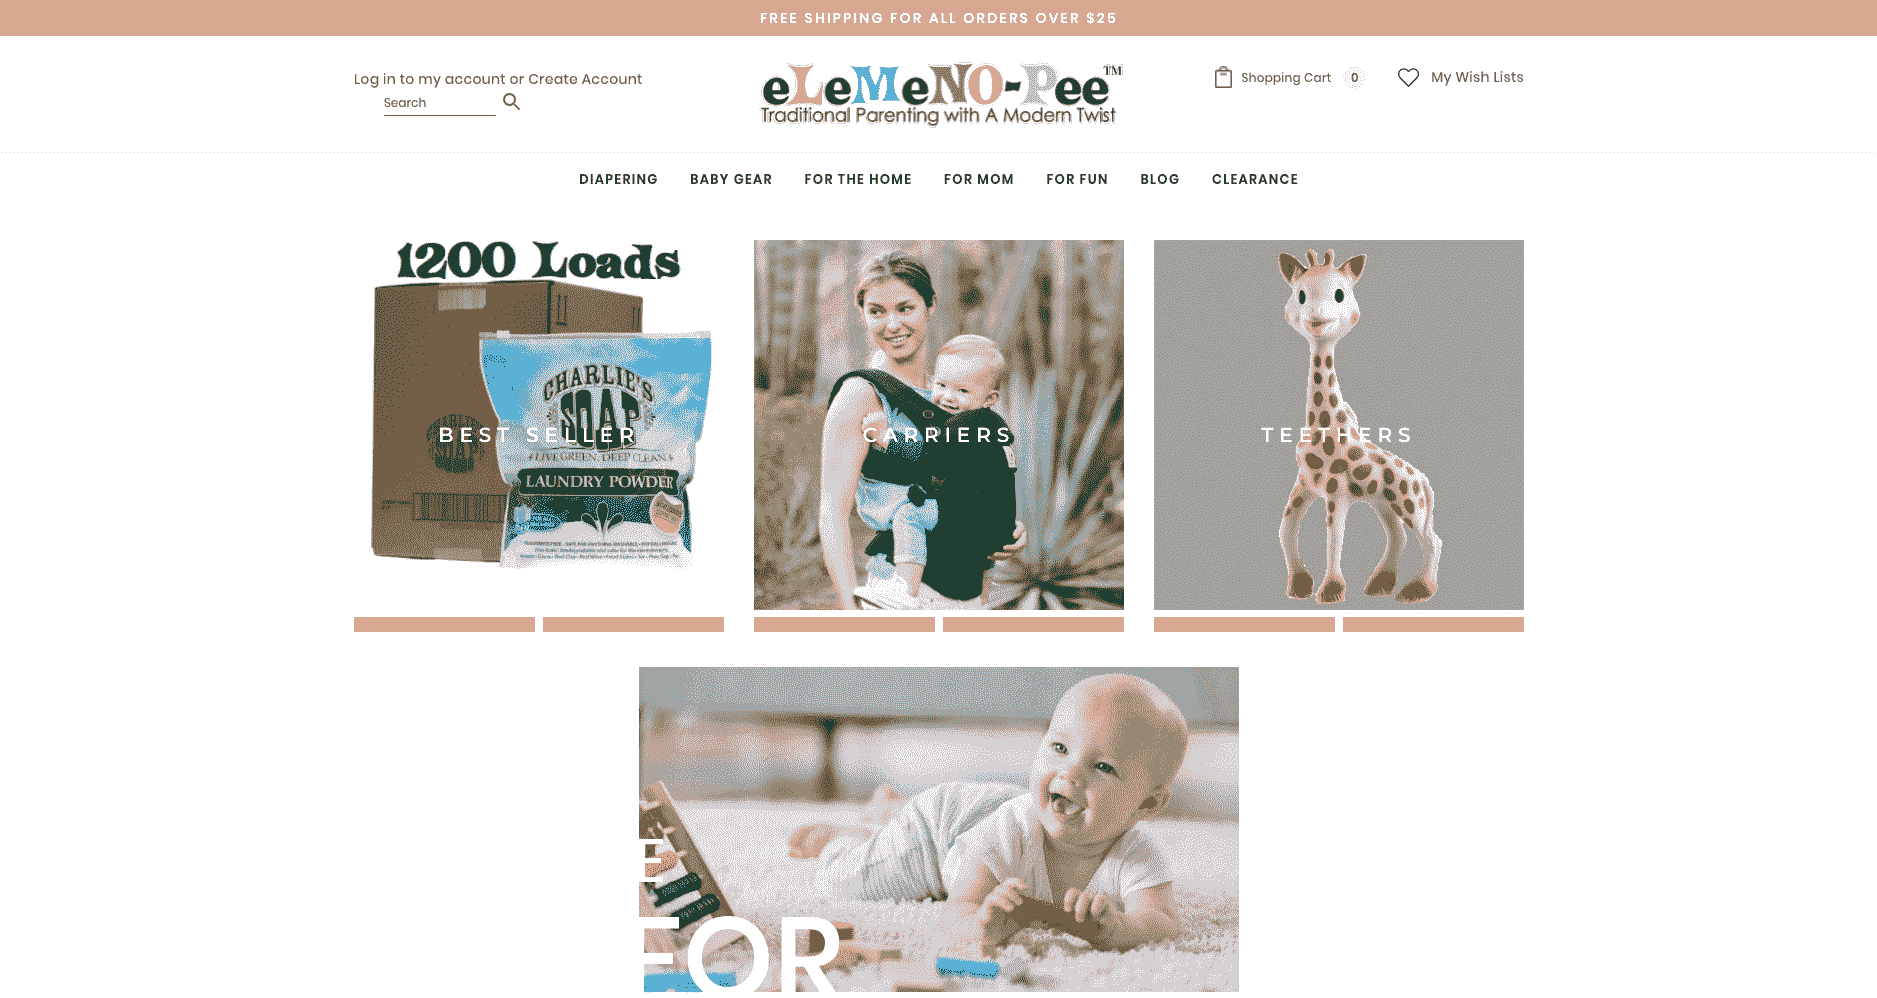 FREE SHIPPING FOR ALL ORDERS OVER $25
Log in to my account or Create Account
Search
eLeMeNO-Pee™
Traditional Parenting with A Modern Twist
Shopping Cart 0
My Wish Lists
DIAPERING BABY GEAR FOR THE HOME FOR MOM FOR FUN BLOG CLEARANCE
1200 Loads
CHARLIE'S
SOAP
BEST SELLER
LIVE GREEN. DEEP CLEAN.
LAUNDRY POWDER
CARRIERS
TEETHERS
E
FOR